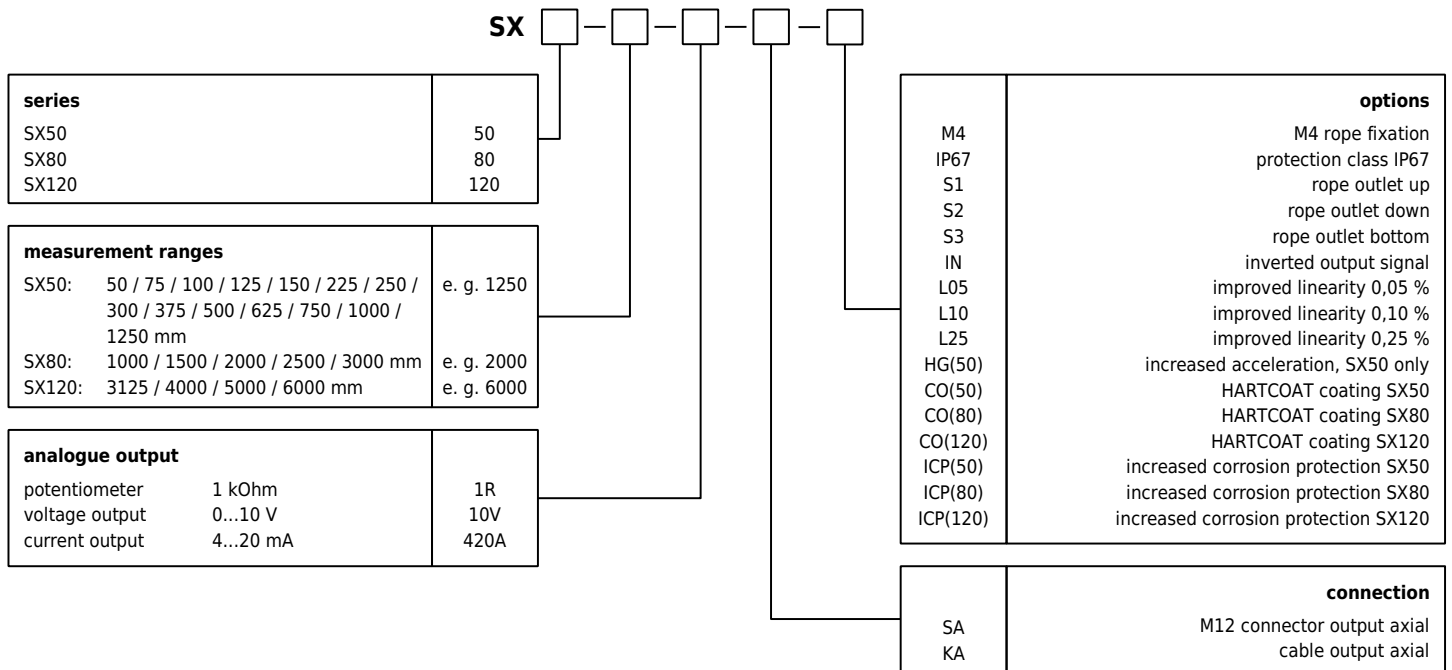 SX — — — —
series
SX50 50
SX80 80
SX120 120
measurement ranges
SX50: 50 / 75 / 100 / 125 / 150 / 225 / 250 / e. g. 1250
300 / 375 / 500 / 625 / 750 / 1000 /
1250 mm
SX80: 1000 / 1500 / 2000 / 2500 / 3000 mm e. g. 2000
SX120: 3125 / 4000 / 5000 / 6000 mm e. g. 6000
analogue output
potentiometer 1 kOhm 1R
voltage output 0...10 V 10V
current output 4...20 mA 420A
options
M4 M4 rope fixation
IP67 protection class IP67
S1 rope outlet up
S2 rope outlet down
S3 rope outlet bottom
IN inverted output signal
L05 improved linearity 0,05 %
L10 improved linearity 0,10 %
L25 improved linearity 0,25 %
HG(50) increased acceleration, SX50 only
CO(50) HARTCOAT coating SX50
CO(80) HARTCOAT coating SX80
CO(120) HARTCOAT coating SX120
ICP(50) increased corrosion protection SX50
ICP(80) increased corrosion protection SX80
ICP(120) increased corrosion protection SX120
connection
SA M12 connector output axial
KA cable output axial